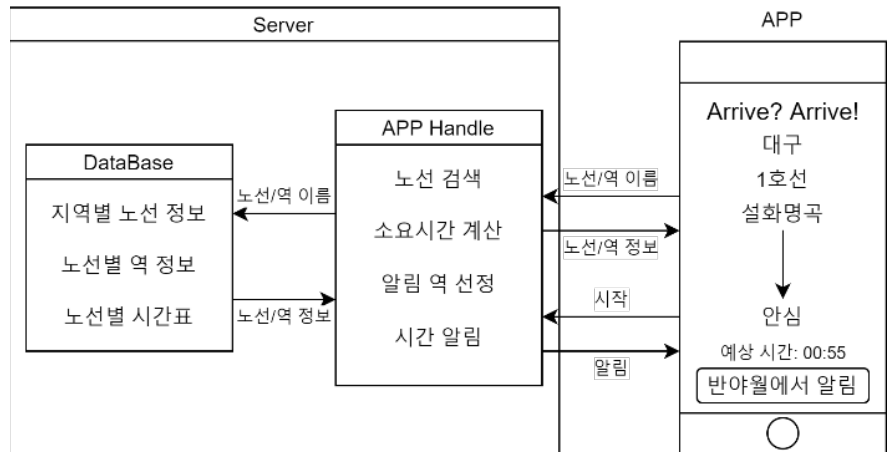 Server
APP
DataBase
지역별 노선 정보
노선별 역 정보
노선별 시간표
노선/역 이름
노선/역 정보
APP Handle
노선 검색
소요시간 계산
알림 역 선정
시간 알림
노선/역 이름
노선/역 정보
시작
알림
Arrive? Arrive!
대구
1호선
설화명곡
안심
예상 시간: 00:55
반야월에서 알림